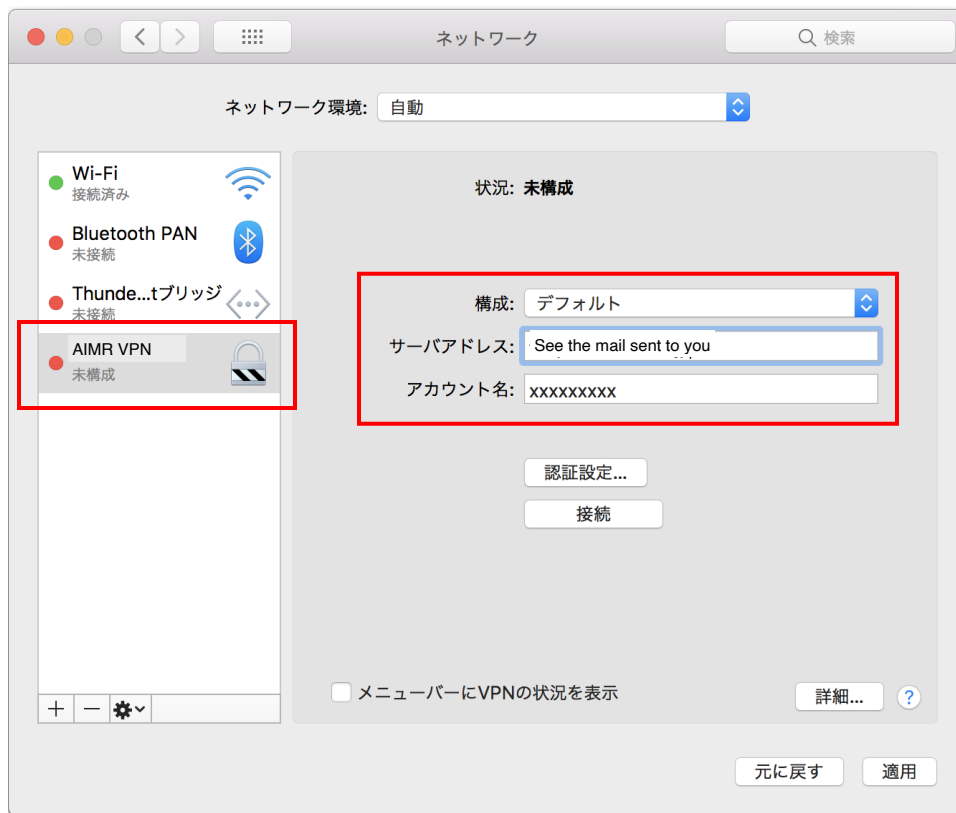 ネットワーク
検索
ネットワーク環境: 自動
Wi-Fi
接続済み
Bluetooth PAN
未接続
Thunde...tブリッジ
未接続
AIMR VPN
未構成
状況: 未構成
構成: デフォルト
サーバアドレス: See the mail sent to you
アカウント名: xxxxxxxxx
認証設定...
接続
メニューバーにVPNの状況を表示
詳細...
?
元に戻す
適用